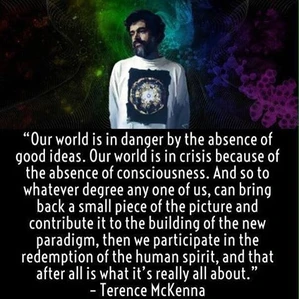 “Our world is in danger by the absence of
good ideas. Our world is in crisis because of
the absence of consciousness. And so to
whatever degree any one of us, can bring
back a small piece of the picture and
contribute it to the building of the new
paradigm, then we participate in the
redemption of the human spirit, and that
after all is what it’s really all about.”
– Terence McKenna